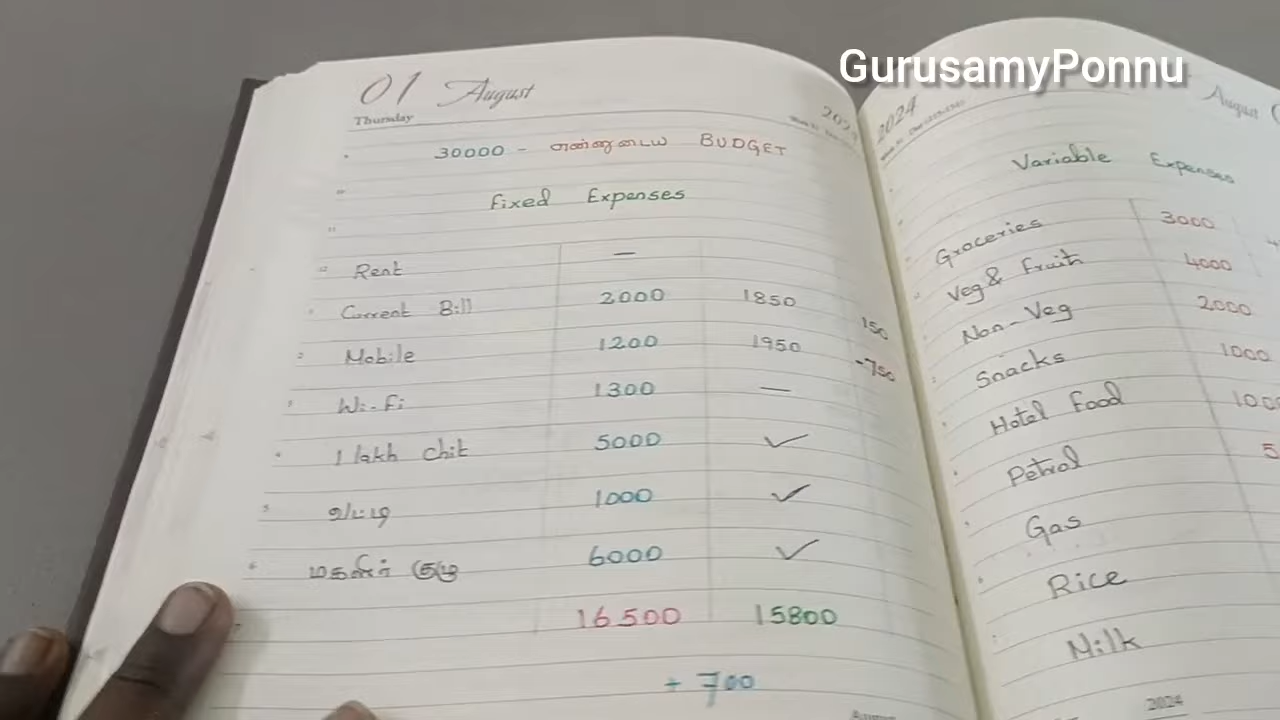 GurusamyPonnu
01 August
Thursday
30000 - என்னுடைய BUDGET
Fixed Expenses
Rent —
Current Bill 2000 1850 150
Mobile 1200 1950 -750
Wi-Fi 1300 —
1 lakh Chit 5000 ✓
வட்டி 1000 ✓
மகளிர் குழு 6000 ✓
16500 15800
+ 700
2024
August
Variable Expenses
Groceries 3000
Veg & Fruits 4000
Non-Veg 2000
Snacks 1000
Hotel Food
Petrol
Gas
Rice
Milk
2024